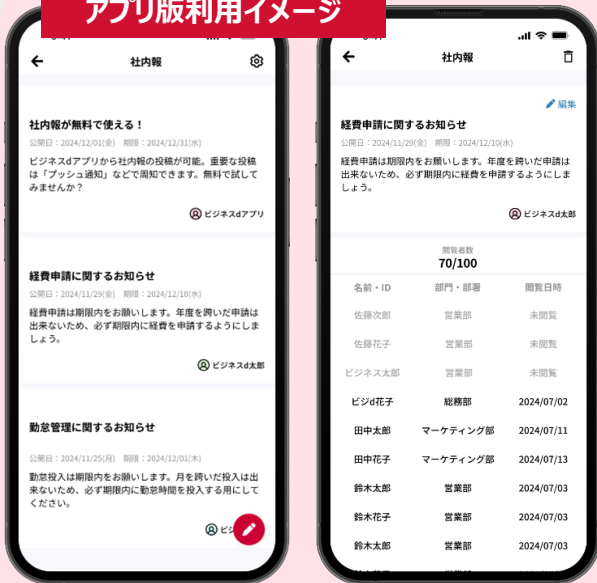 アプリ版利用イメージ
社内報
社内報が無料で使える！
公開日：2024/12/01(金) 期限：2024/12/31(水)
ビジネスdアプリから社内報の投稿が可能。重要な投稿
は「プッシュ通知」などで周知できます。無料で試して
みませんか？
ビジネスdアプリ
経費申請に関するお知らせ
公開日：2024/11/29(金) 期限：2024/12/10(水)
経費申請は期限内をお願いします。年度を跨いだ申請は
出来ないため、必ず期限内に経費を申請するようにしま
しょう。
ビジネスd太郎
勤怠管理に関するお知らせ
公開日：2024/11/25(月) 期限：2024/12/01(木)
勤怠投入は期限内をお願いします。月を跨いだ投入は出
来ないため、必ず期限内に勤怠時間を投入する用にして
ください。
社内報
編集
経費申請に関するお知らせ
公開日：2024/11/29(金) 期限：2024/12/10(水)
経費申請は期限内をお願いします。年度を跨いだ申請は
出来ないため、必ず期限内に経費を申請するようにしま
しょう。
ビジネスd太郎
閲覧者数
70/100
名前・ID 部門・部署 閲覧日時
佐藤次郎 営業部 未閲覧
佐藤花子 営業部 未閲覧
ビジネス太郎 営業部 未閲覧
ビジd花子 総務部 2024/07/02
田中太郎 マーケティング部 2024/07/11
田中花子 マーケティング部 2024/07/13
鈴木太郎 営業部 2024/07/03
鈴木花子 営業部 2024/07/03
鈴木太郎 営業部 2024/07/03